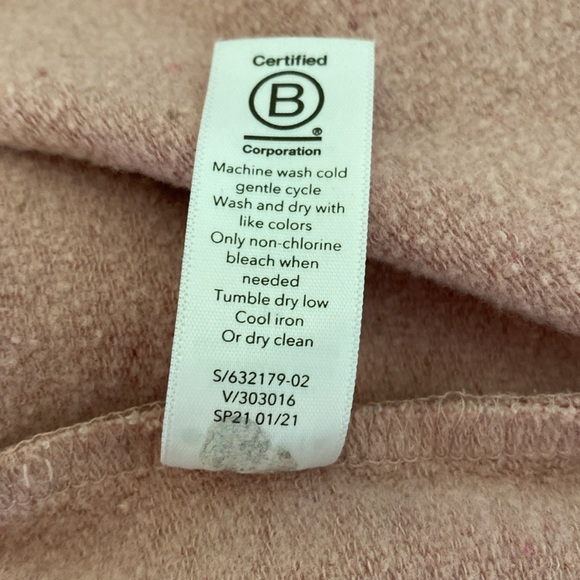 Certified
B
®
Corporation
Machine wash cold
gentle cycle
Wash and dry with
like colors
Only non-chlorine
bleach when
needed
Tumble dry low
Cool iron
Or dry clean
S/632179-02
V/303016
SP21 01/21